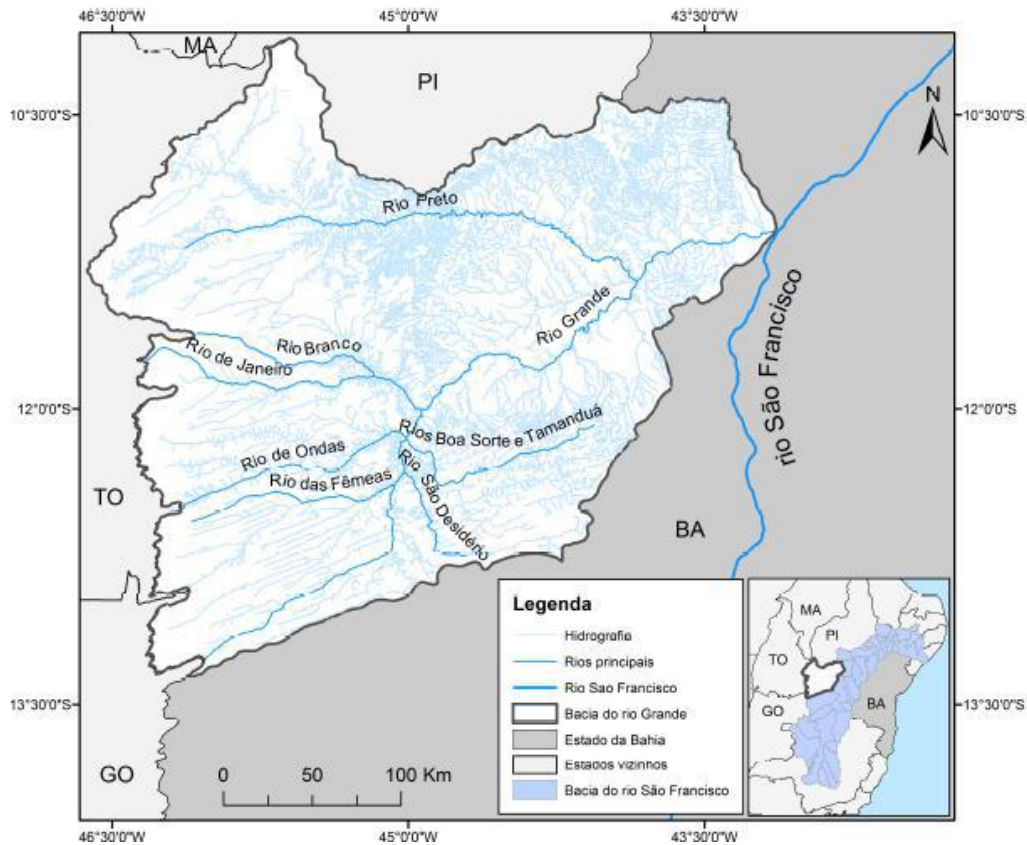 46°30'0"W
45°0'0"W
43°30'0"W
MA
PI
N
10°30'0"S
10°30'0"S
Rio Preto
Rio Grande
Rio Branco
Rio de Janeiro
rio São Francisco
12°0'0"S
12°0'0"S
Rios Boa Sorte e Tamanduá
Rio de Ondas
Rio das Fêmeas
Rio São Desidério
TO
BA
Legenda
Hidrografia
Rios principais
Rio Sao Francisco
Bacia do rio Grande
Estado da Bahia
Estados vizinhos
Bacia do rio São Francisco
MA
PI
TO
BA
GO
13°30'0"S
13°30'0"S
GO
0 50 100 Km
46°30'0"W
45°0'0"W
43°30'0"W